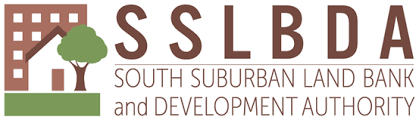 SSLBDA
SOUTH SUBURBAN LAND BANK
and DEVELOPMENT AUTHORITY